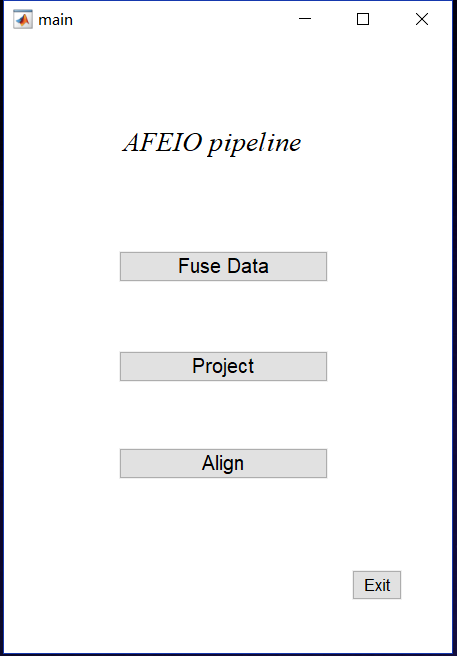 main
AFEIO pipeline
Fuse Data
Project
Align
Exit